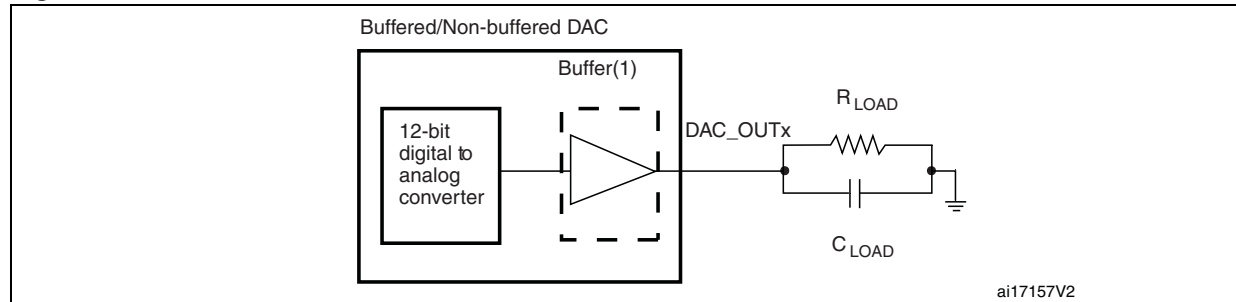 Buffered/Non-buffered DAC
Buffer(1)
12-bit
digital to
analog
converter
DAC_OUTx
R LOAD
C LOAD
ai17157V2